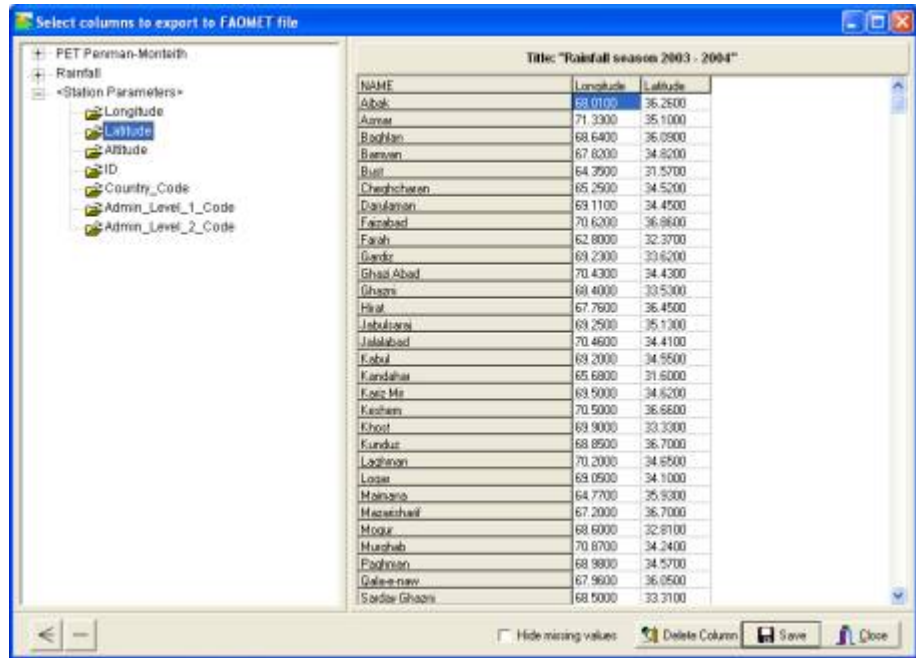 Select columns to export to FAOMET file
PET Penman-Monteith
Rainfall
<Station Parameters>
Longitude
Latitude
Altitude
ID
Country_Code
Admin_Level_1_Code
Admin_Level_2_Code
Title: "Rainfall season 2003 - 2004"
NAME Longitude Latitude
Aibak 68.0100 36.2600
Asmar 71.3300 35.1000
Baghlan 68.6400 36.0900
Bamyan 67.8200 34.8200
Bust 64.3500 31.5700
Cheghcharan 65.2500 34.5200
Darulaman 69.1100 34.4500
Faizabad 70.6200 36.8600
Farah 62.8000 32.3700
Gardiz 69.2300 33.6200
Ghazi Abad 70.4300 34.4300
Ghazni 68.4000 33.5300
Hirat 67.7600 36.4500
Jabulsaraj 69.2500 35.1300
Jalalabad 70.4600 34.4100
Kabul 69.2000 34.5500
Kandahar 65.6800 31.6000
Kariz Mir 69.5000 34.6200
Keshem 70.5000 36.6600
Khost 69.9000 33.3300
Kunduz 68.8500 36.7000
Laghman 70.2000 34.6500
Logar 69.0500 34.1000
Maimana 64.7700 35.9300
Mazarisharif 67.2000 36.7000
Moqur 68.6000 32.8100
Murghab 70.8700 34.2400
Paghman 68.9800 34.5700
Qala-e-naw 67.9600 36.0500
Sarday Ghazni 68.5000 33.3100
Hide missing values Delete Column Save Close